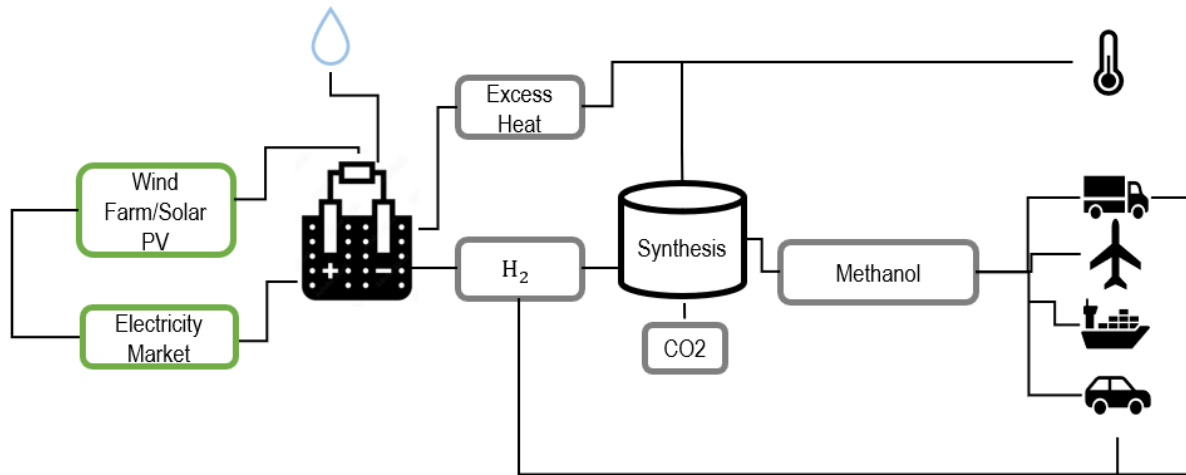 Excess
Heat
Wind
Farm/Solar
PV
Synthesis
H₂
Methanol
Electricity
Market
CO2